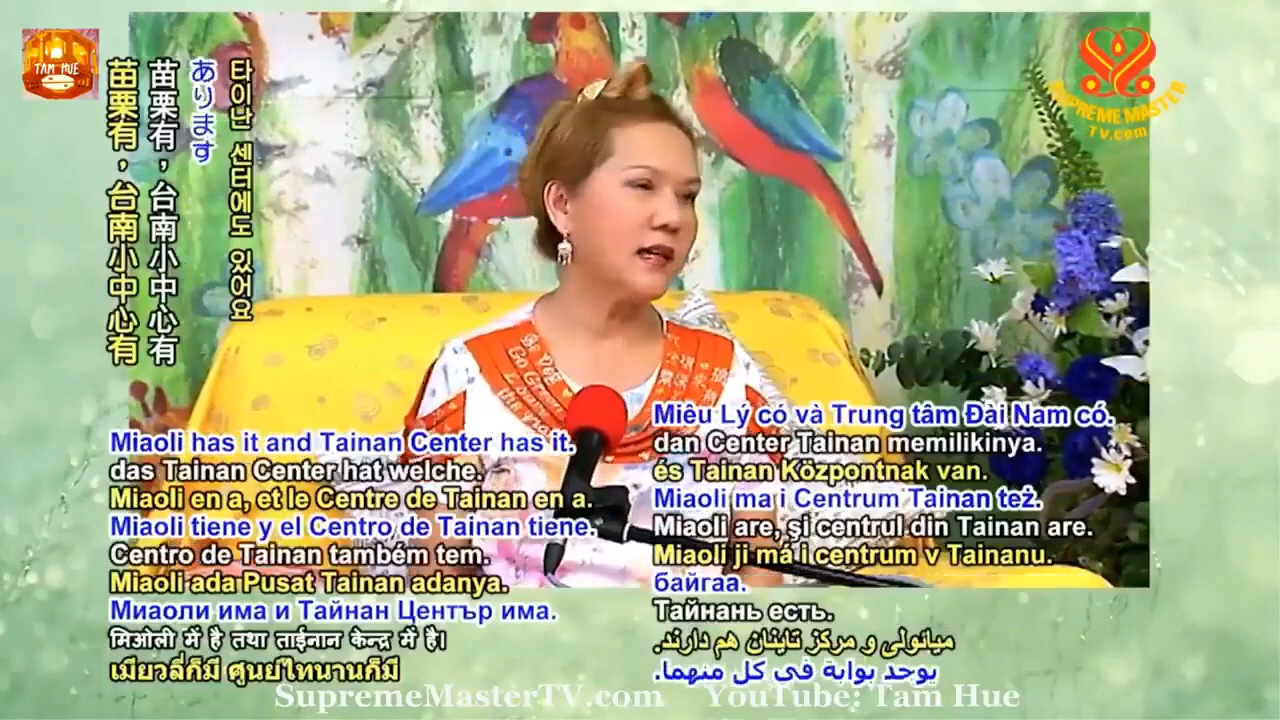 TAM HUE
SUPREME MASTER
TV.com
타이난 센터에도 있어요
あります
苗栗有，台南小中心有
苗栗有，台南小中心有
Miaoli has it and Tainan Center has it.
das Tainan Center hat welche.
Miaoli en a, et le Centre de Tainan en a.
Miaoli tiene y el Centro de Tainan tiene.
Centro de Tainan também tem.
Miaoli ada Pusat Tainan adanya.
Миаоли има и Тайнан Център има.
मिओली में है तथा ताईनान केन्द्र में है।
เมียวลี่ก็มี ศูนย์ไทนานก็มี
Miêu Lý có và Trung tâm Đài Nam có.
dan Center Tainan memilikinya.
és Tainan Központnak van.
Miaoli ma i Centrum Tainan też.
Miaoli are, şi centrul din Tainan are.
Miaoli ji má i centrum v Tainanu.
байгаа.
Тайнань есть.
میانولی و مرکز تاینان هم دارند.
يوجد بوابة في كل منهما.
SupremeMasterTV.com YouTube: Tam Hue